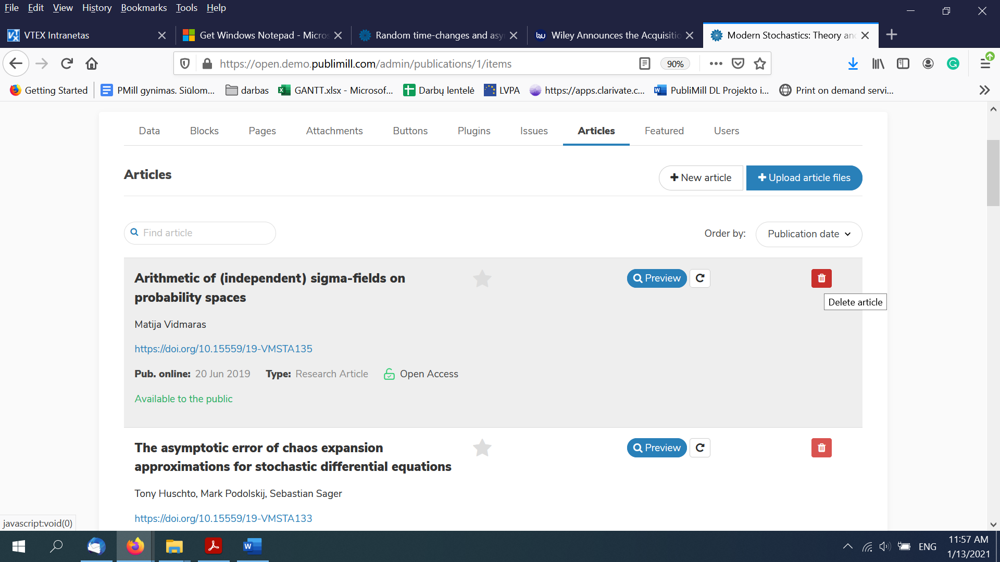 File Edit View History Bookmarks Tools Help
VTEX Intranetas
Get Windows Notepad - Micros
Random time-changes and asy
Wiley Announces the Acquisitio
Modern Stochastics: Theory an
https://open.demo.publimill.com/admin/publications/1/items
90%
Getting Started
PMill gynimas. Siūlom...
darbas
GANTT.xlsx - Microsof...
Darbų lentelė
LVPA
https://apps.clarivate.c...
PubliMill DL Projekto i...
Print on demand servi...
Data Blocks Pages Attachments Buttons Plugins Issues Articles Featured Users
Articles
New article
Upload article files
Find article
Order by: Publication date
Arithmetic of (independent) sigma-fields on
probability spaces
Preview
Delete article
Matija Vidmaras
https://doi.org/10.15559/19-VMSTA135
Pub. online: 20 Jun 2019 Type: Research Article Open Access
Available to the public
The asymptotic error of chaos expansion
approximations for stochastic differential equations
Preview
Tony Huschto, Mark Podolskij, Sebastian Sager
https://doi.org/10.15559/19-VMSTA133
javascript:void(0)
ENG
11:57 AM
1/13/2021